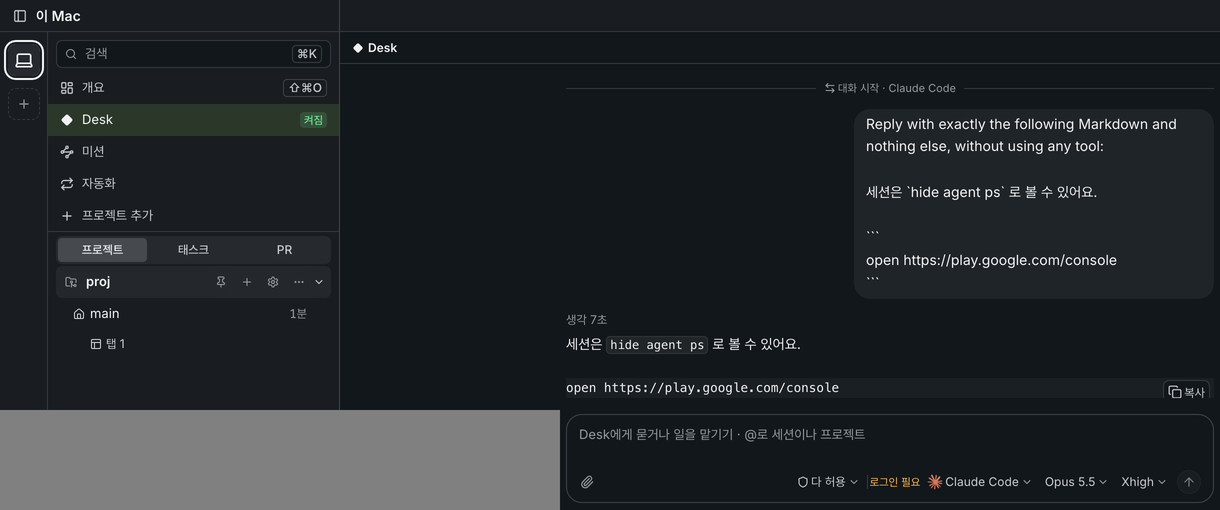 이 Mac
검색
⌘K
개요
⇧⌘O
Desk
켜짐
미션
자동화
프로젝트 추가
프로젝트
태스크
PR
proj
main
1분
탭 1
Desk
대화 시작 · Claude Code
Reply with exactly the following Markdown and
nothing else, without using any tool:
세션은 `hide agent ps` 로 볼 수 있어요.
```
open https://play.google.com/console
```
생각 7초
세션은 hide agent ps 로 볼 수 있어요.
open https://play.google.com/console
복사
Desk에게 묻거나 일을 맡기기 · @로 세션이나 프로젝트
다 허용
로그인 필요
Claude Code
Opus 5.5
Xhigh